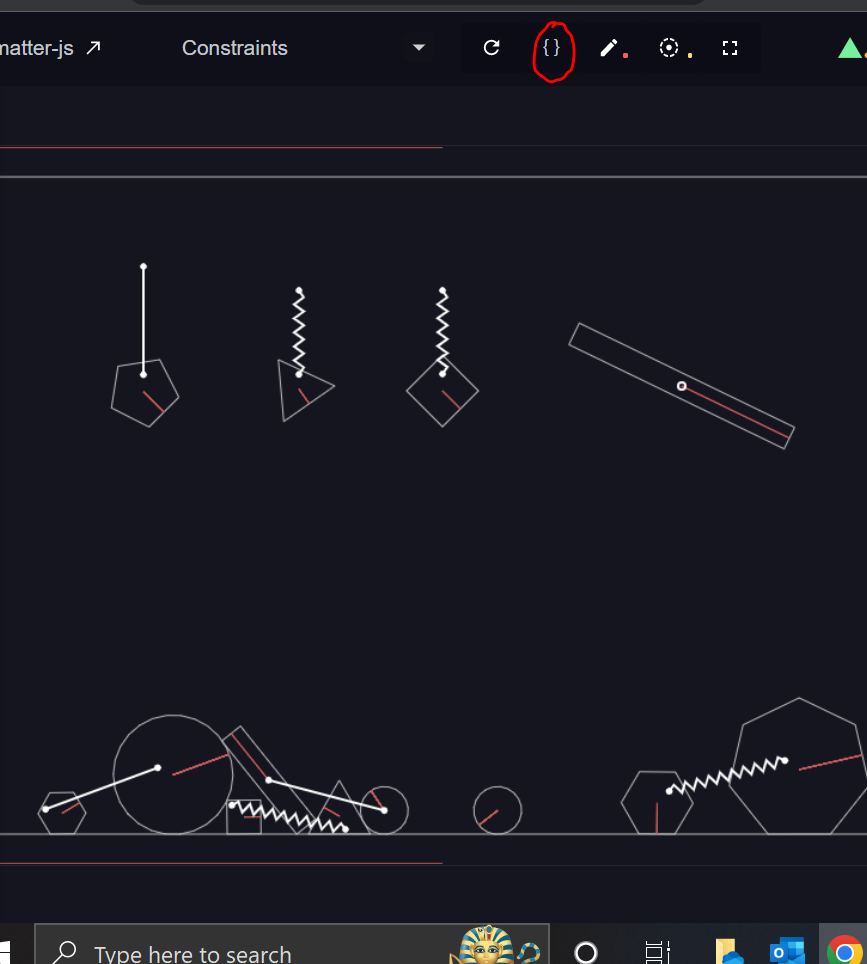 matter-js
Constraints
{ }
Type here to search